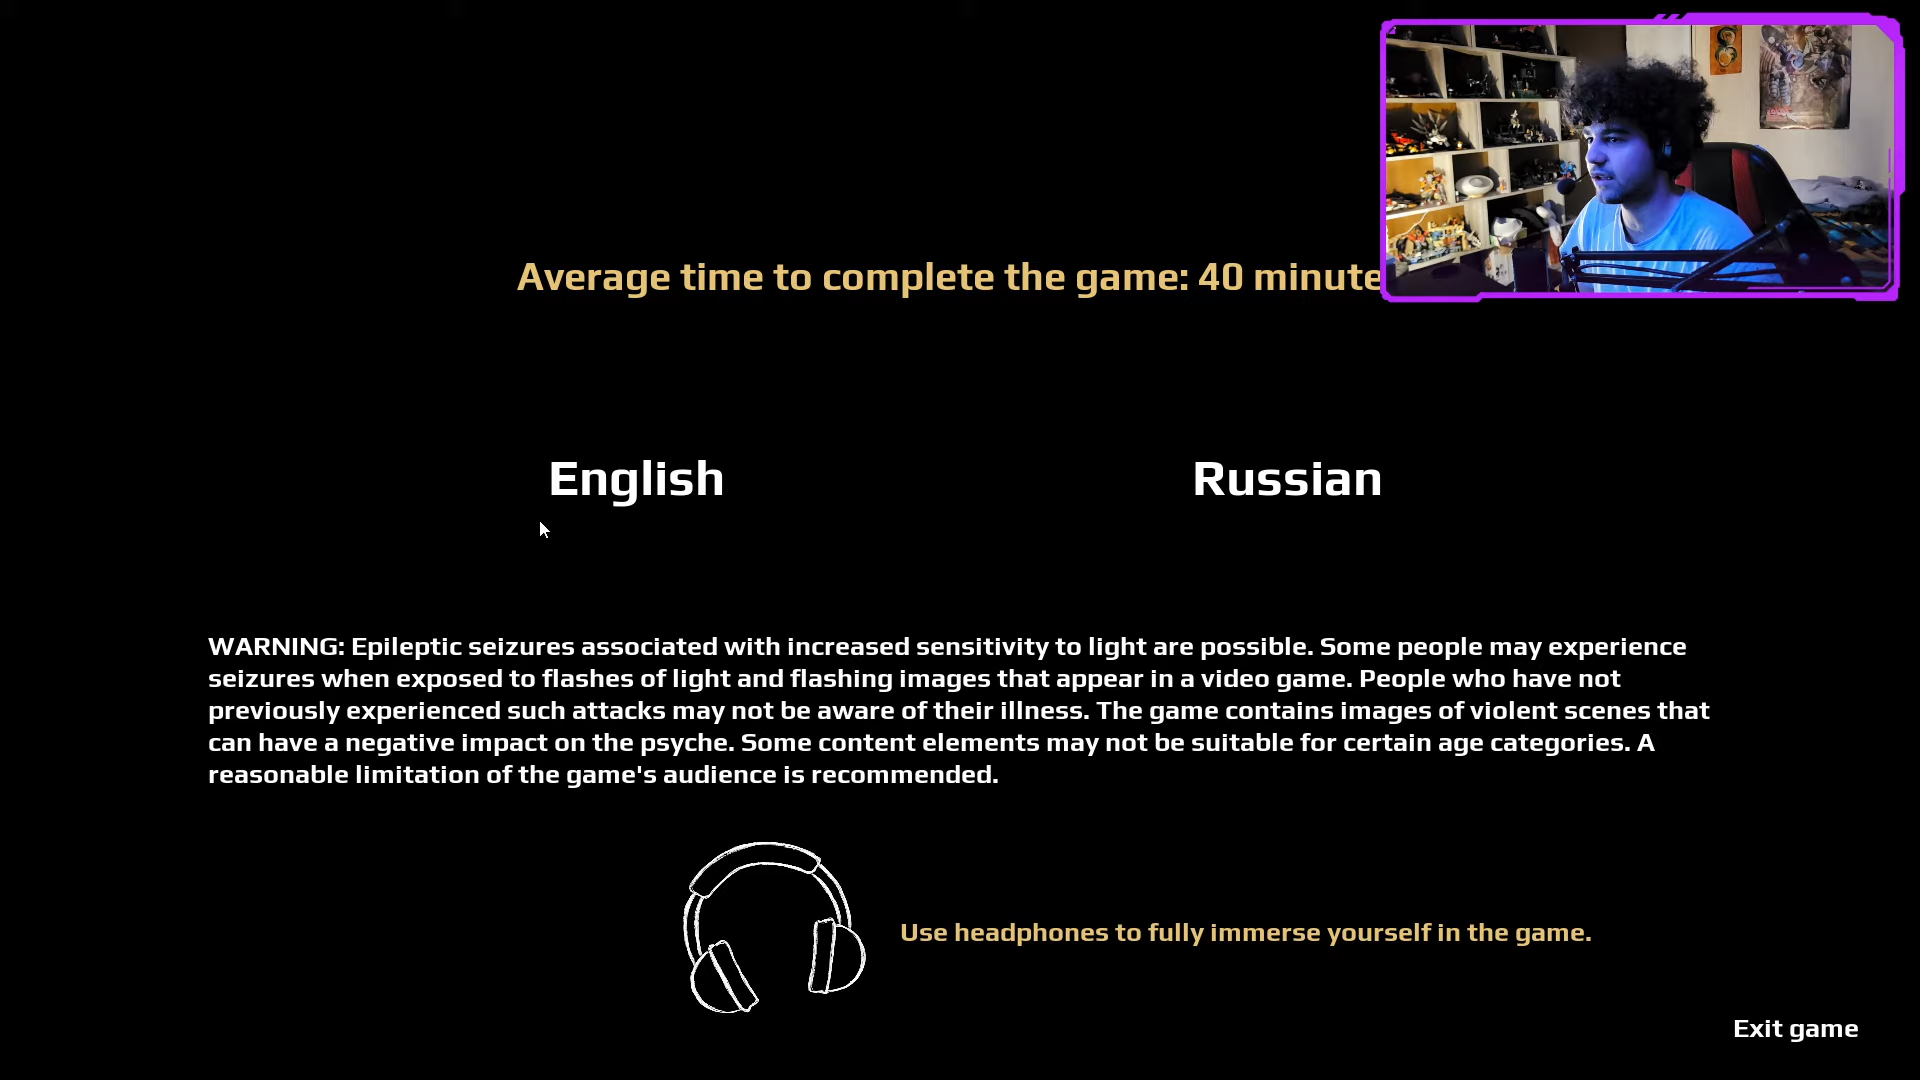 Average time to complete the game: 40 minute
English
Russian
WARNING: Epileptic seizures associated with increased sensitivity to light are possible. Some people may experience
seizures when exposed to flashes of light and flashing images that appear in a video game. People who have not
previously experienced such attacks may not be aware of their illness. The game contains images of violent scenes that
can have a negative impact on the psyche. Some content elements may not be suitable for certain age categories. A
reasonable limitation of the game's audience is recommended.
Use headphones to fully immerse yourself in the game.
Exit game